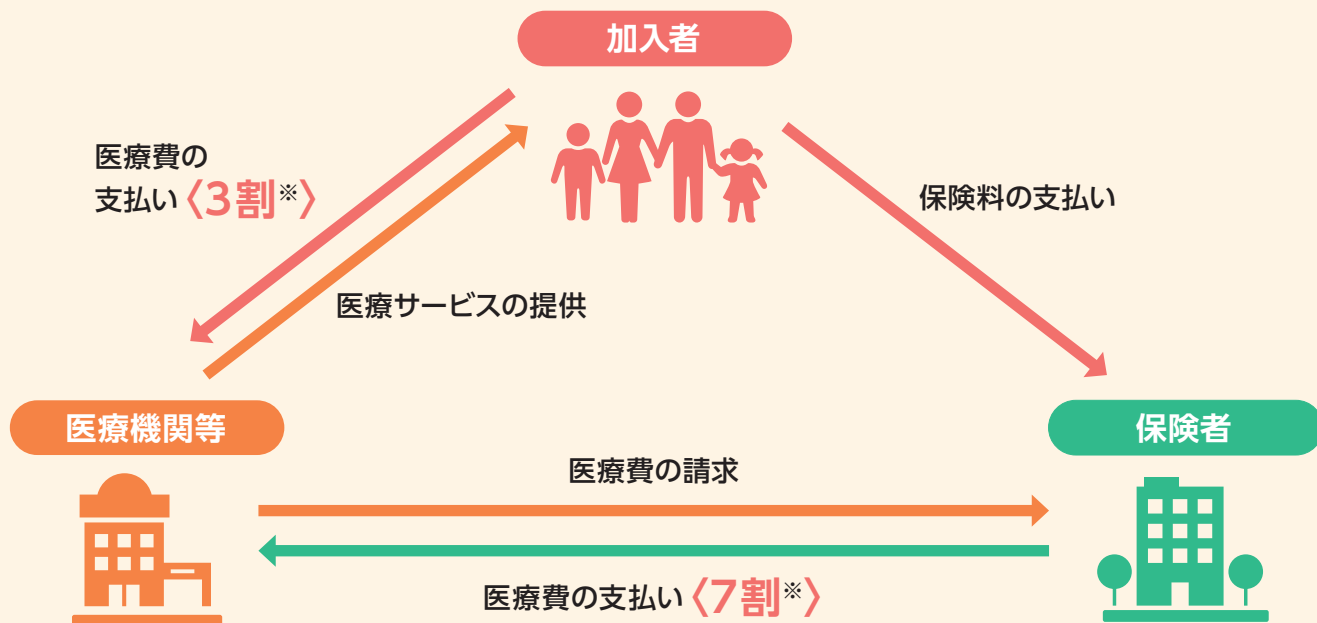 加入者
医療費の
支払い〈3割※〉
保険料の支払い
医療サービスの提供
医療機関等
保険者
医療費の請求
医療費の支払い〈7割※〉